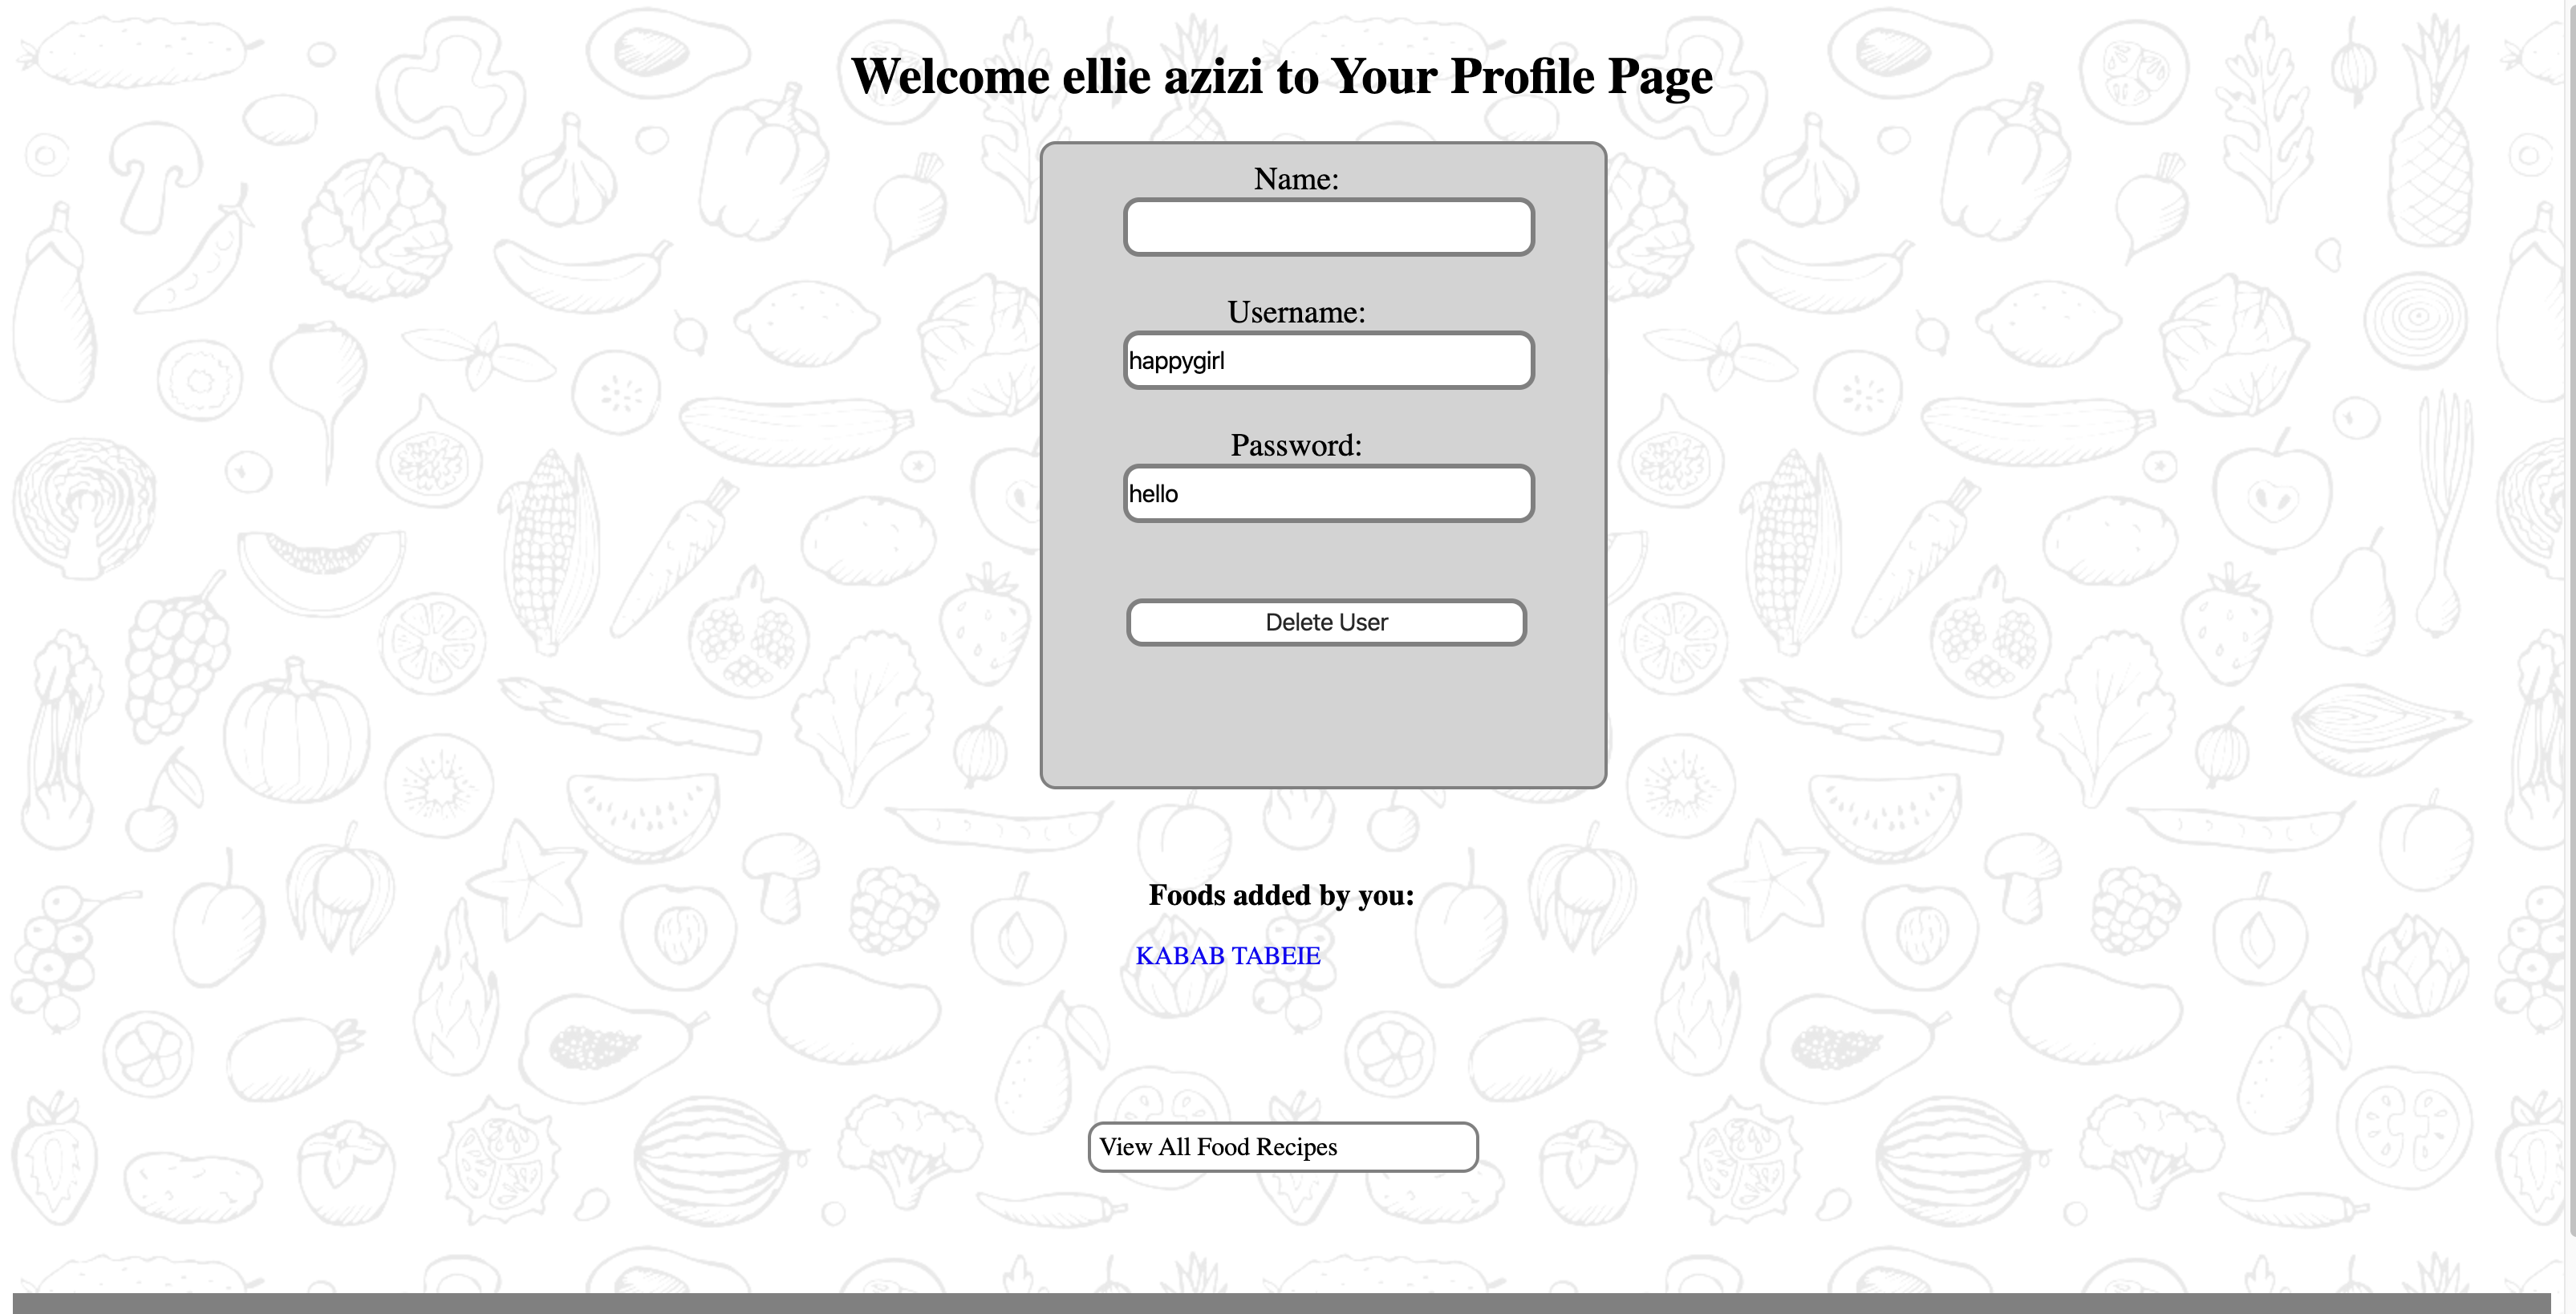 Welcome ellie azizi to Your Profile Page
Name:
Username:
happygirl
Password:
hello
Delete User
Foods added by you:
KABAB TABEIE
View All Food Recipes